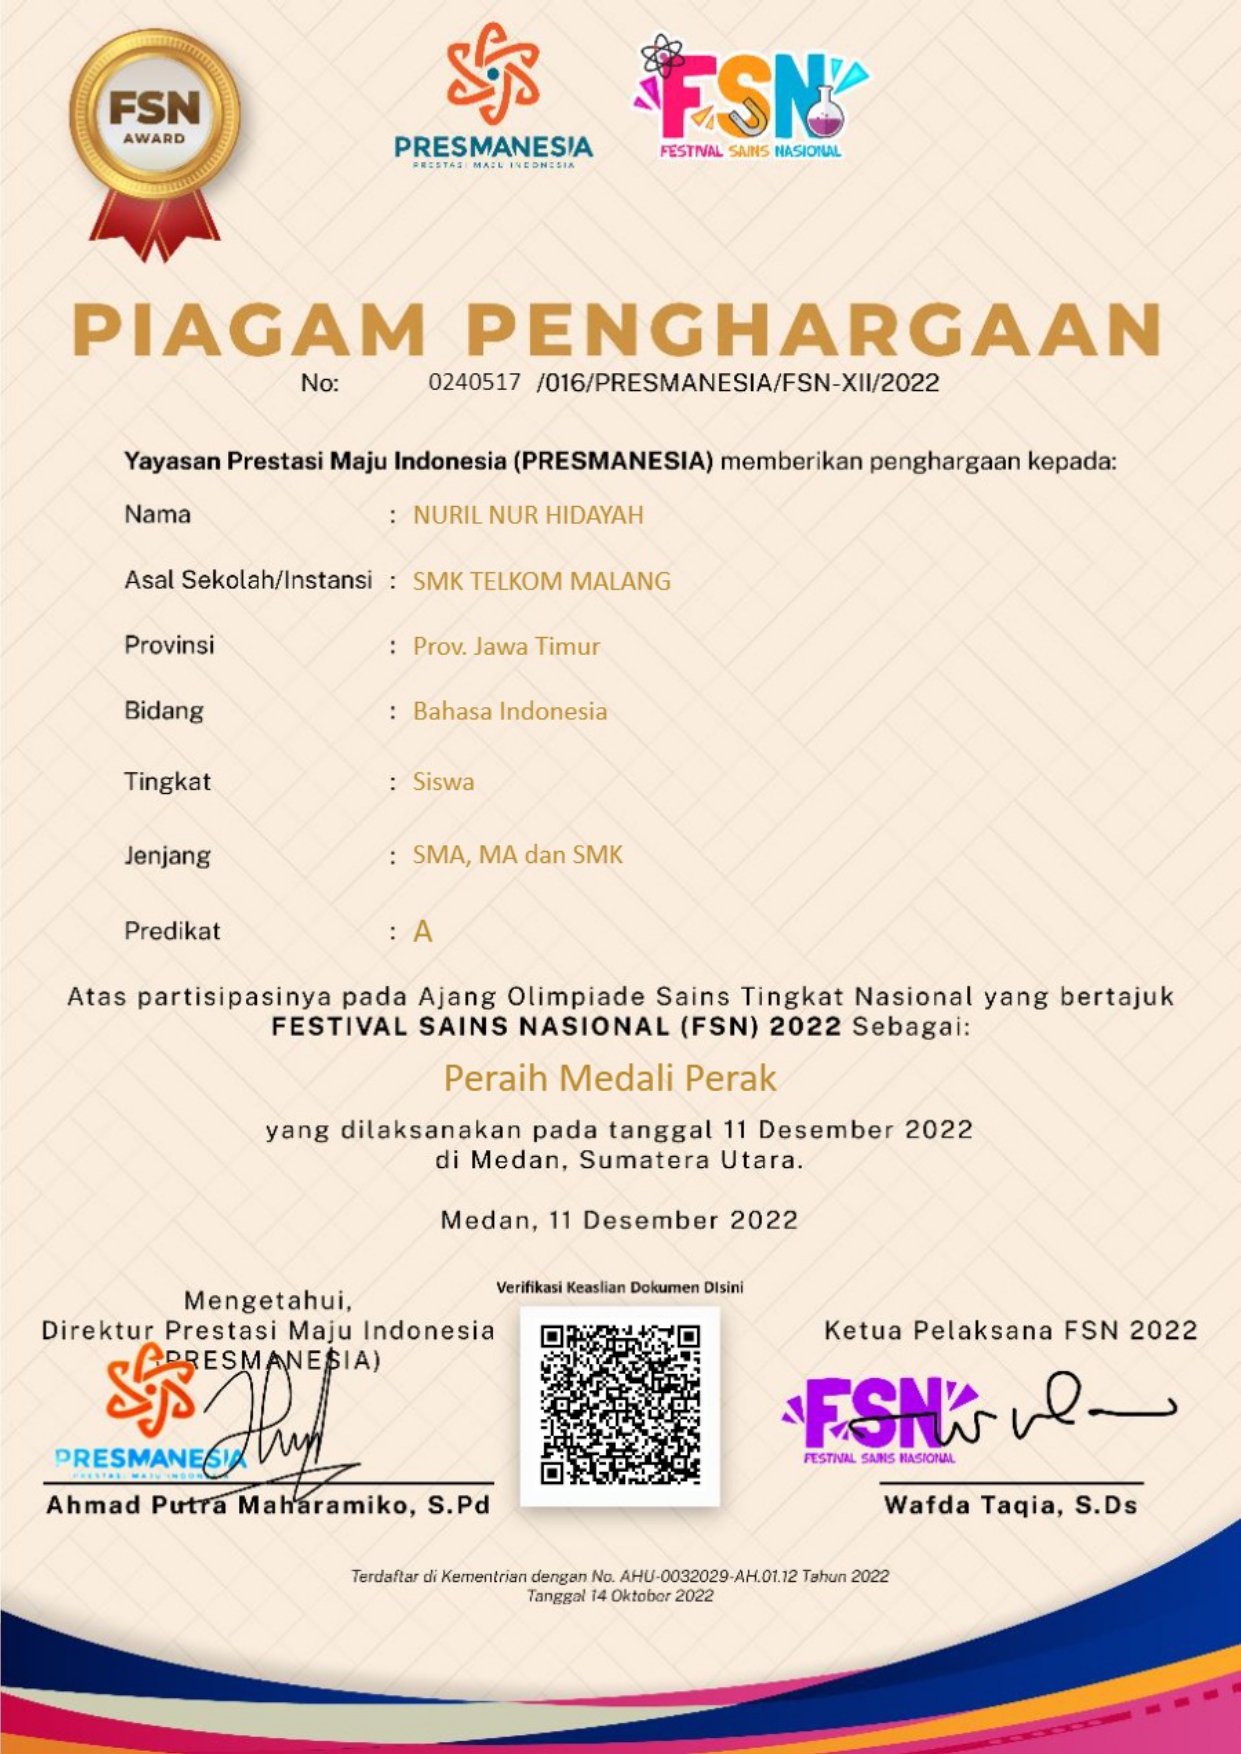 FSN
AWARD
PRESMANESIA
PRESTASI MAJU INDONESIA
FSN
FESTIVAL SAINS NASIONAL
PIAGAM PENGHARGAAN
No: 0240517 /016/PRESMANESIA/FSN-XII/2022
Yayasan Prestasi Maju Indonesia (PRESMANESIA) memberikan penghargaan kepada:
Nama : NURIL NUR HIDAYAH
Asal Sekolah/Instansi : SMK TELKOM MALANG
Provinsi : Prov. Jawa Timur
Bidang : Bahasa Indonesia
Tingkat : Siswa
Jenjang : SMA, MA dan SMK
Predikat : A
Atas partisipasinya pada Ajang Olimpiade Sains Tingkat Nasional yang bertajuk
FESTIVAL SAINS NASIONAL (FSN) 2022 Sebagai:
Peraih Medali Perak
yang dilaksanakan pada tanggal 11 Desember 2022
di Medan, Sumatera Utara.
Medan, 11 Desember 2022
Verifikasi Keaslian Dokumen DIsini
Mengetahui,
Direktur Prestasi Maju Indonesia
(PRESMANESIA)
PRESMANESIA
PRESTASI MAJU INDONESIA
Ahmad Putra Maharamiko, S.Pd
Ketua Pelaksana FSN 2022
FSN
FESTIVAL SAINS NASIONAL
Wafda Taqia, S.Ds
Terdaftar di Kementrian dengan No. AHU-0032029-AH.01.12 Tahun 2022
Tanggal 14 Oktober 2022